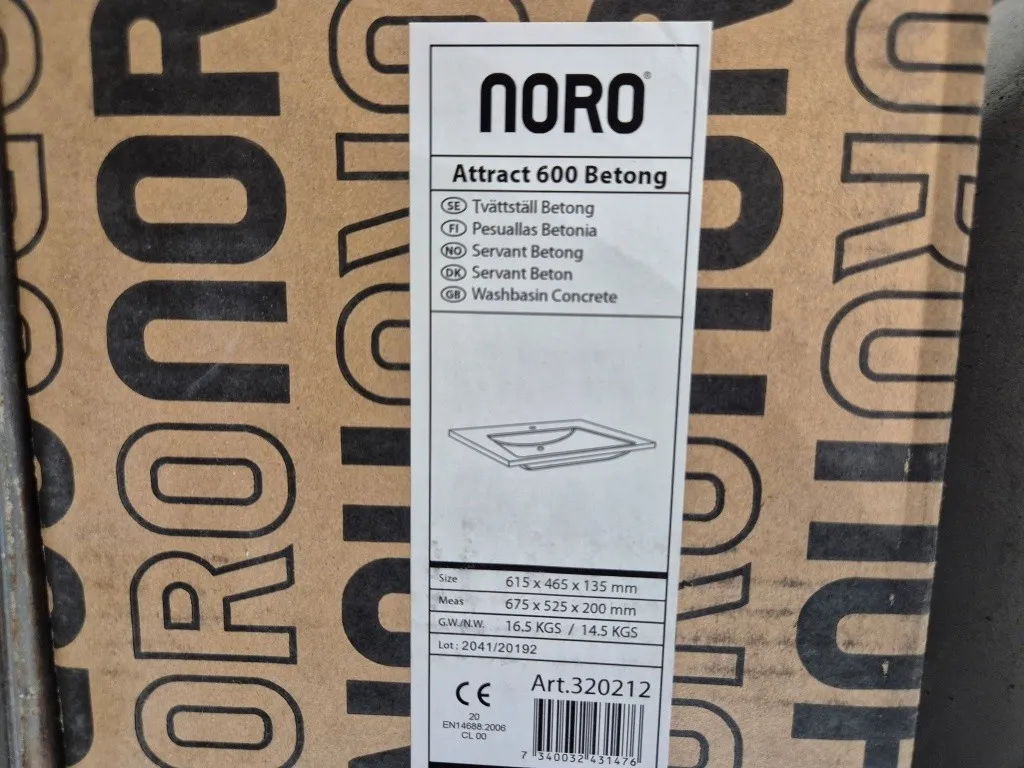 NORO®
Attract 600 Betong
SE Tvättställ Betong
FI Pesuallas Betonia
NO Servant Betong
DK Servant Beton
GB Washbasin Concrete
Size 615 x 465 x 135 mm
Meas 675 x 525 x 200 mm
G.W./N.W. 16.5 KGS / 14.5 KGS
Lot : 2041/20192
CE
20
EN14688:2006
CL 00
Art.320212
7 340032 431476